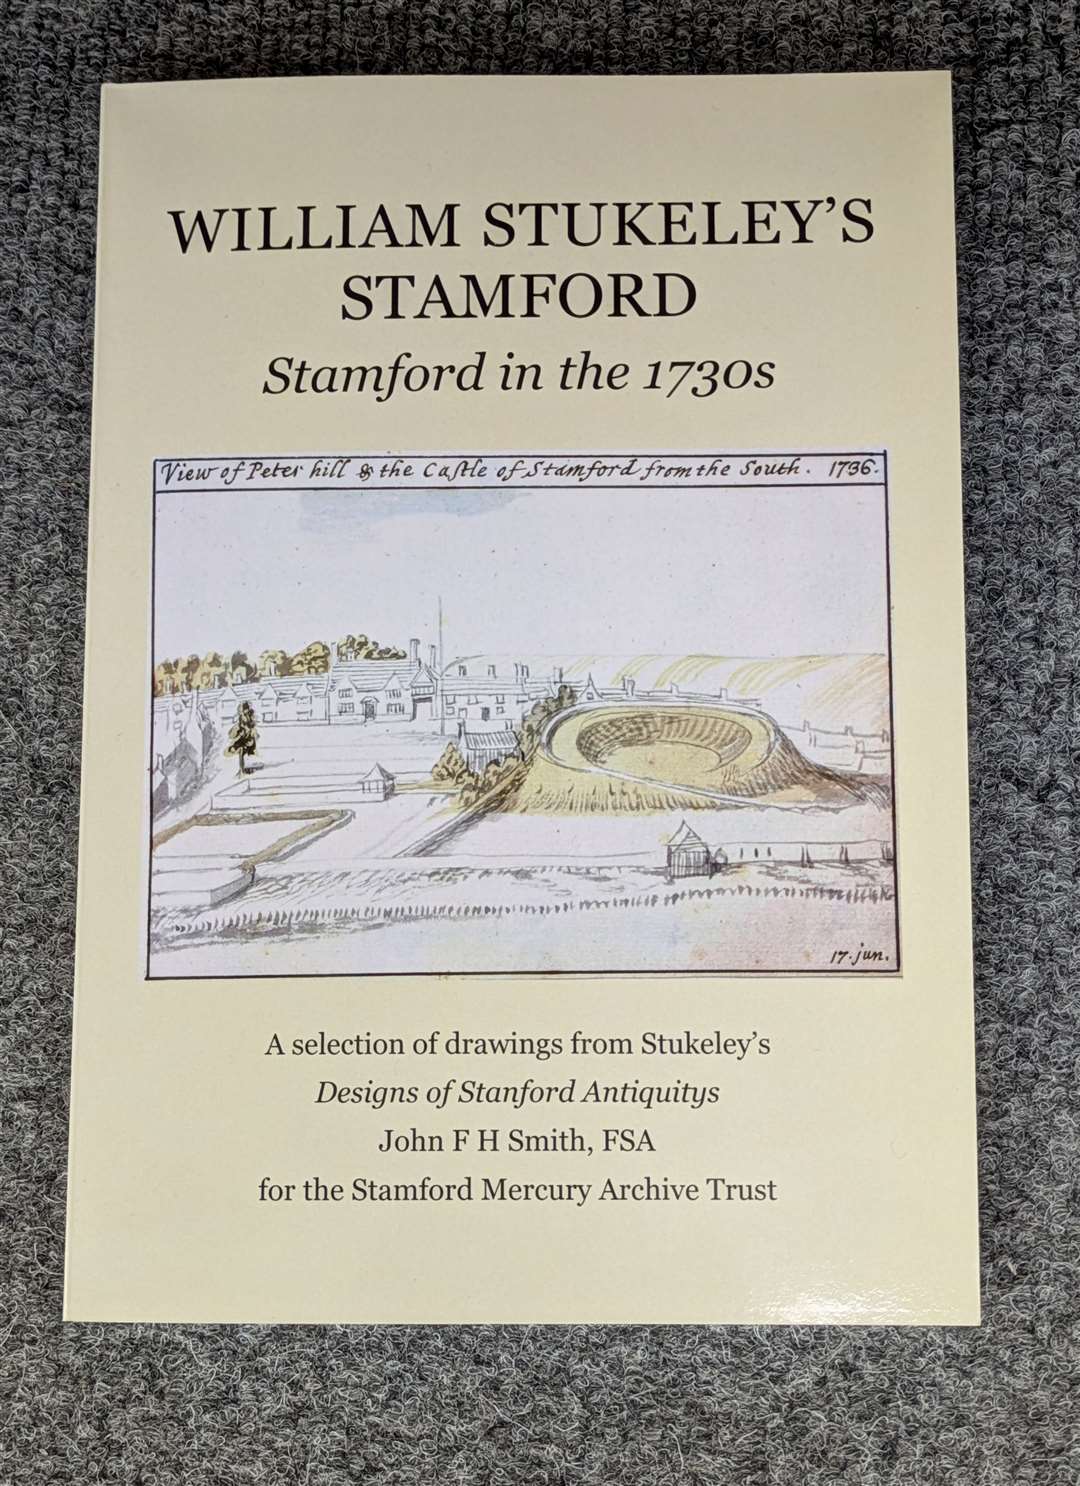 WILLIAM STUKELEY'S
STAMFORD
Stamford in the 1730s
View of Peter hill & the Caſtle of Stamford from the South. 1736.
17. jun.
A selection of drawings from Stukeley's
Designs of Stanford Antiquitys
John F H Smith, FSA
for the Stamford Mercury Archive Trust